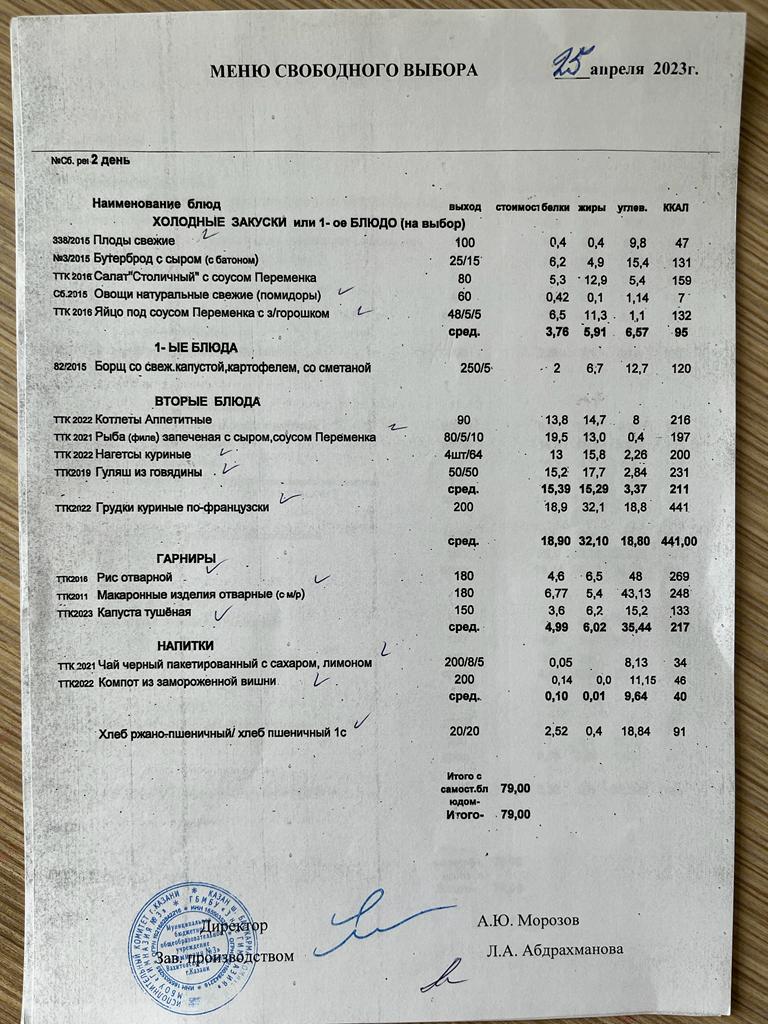 МЕНЮ СВОБОДНОГО ВЫБОРА 25 апреля 2023г.
№Сб. рец 2 день
Наименование блюд выход стоимост белки жиры углев. ККАЛ
ХОЛОДНЫЕ ЗАКУСКИ или 1- ое БЛЮДО (на выбор)
338/2015 Плоды свежие 100 0,4 0,4 9,8 47
№3/2015 Бутерброд с сыром (с батоном) 25/15 6,2 4,9 15,4 131
ТТК 2016 Салат"Столичный" с соусом Переменка 80 5,3 12,9 5,4 159
Сб.2015 Овощи натуральные свежие (помидоры) 60 0,42 0,1 1,14 7
ТТК 2016 Яйцо под соусом Переменка с з/горошком 48/5/5 6,5 11,3 1,1 132
сред. 3,76 5,91 6,57 95
1- ЫЕ БЛЮДА
82/2015 Борщ со свеж.капустой,картофелем, со сметаной 250/5 2 6,7 12,7 120
ВТОРЫЕ БЛЮДА
ТТК 2022 Котлеты Аппетитные 90 13,8 14,7 8 216
ТТК 2021 Рыба (филе) запеченая с сыром,соусом Переменка 80/5/10 19,5 13,0 0,4 197
ТТК 2022 Нагетсы куриные 4шт/64 13 15,8 2,26 200
ТТК2019 Гуляш из говядины 50/50 15,2 17,7 2,84 231
сред. 15,39 15,29 3,37 211
ТТК2022 Грудки куриные по-французски 200 18,9 32,1 18,8 441
сред. 18,90 32,10 18,80 441,00
ГАРНИРЫ
ТТК2016 Рис отварной 180 4,6 6,5 48 269
ТТК2011 Макаронные изделия отварные (с м/р) 180 6,77 5,4 43,13 248
ТТК2023 Капуста тушёная 150 3,6 6,2 15,2 133
сред. 4,99 6,02 35,44 217
НАПИТКИ
ТТК 2021 Чай черный пакетированный с сахаром, лимоном 200/8/5 0,05 8,13 34
ТТК2022 Компот из замороженной вишни 200 0,14 0,0 11,15 46
сред. 0,10 0,01 9,64 40
Хлеб ржано-пшеничный/ хлеб пшеничный 1с 20/20 2,52 0,4 18,84 91
Итого с
самост.бл 79,00
юдом-
Итого- 79,00
Директор А.Ю. Морозов
Зав. производством Л.А. Абдрахманова